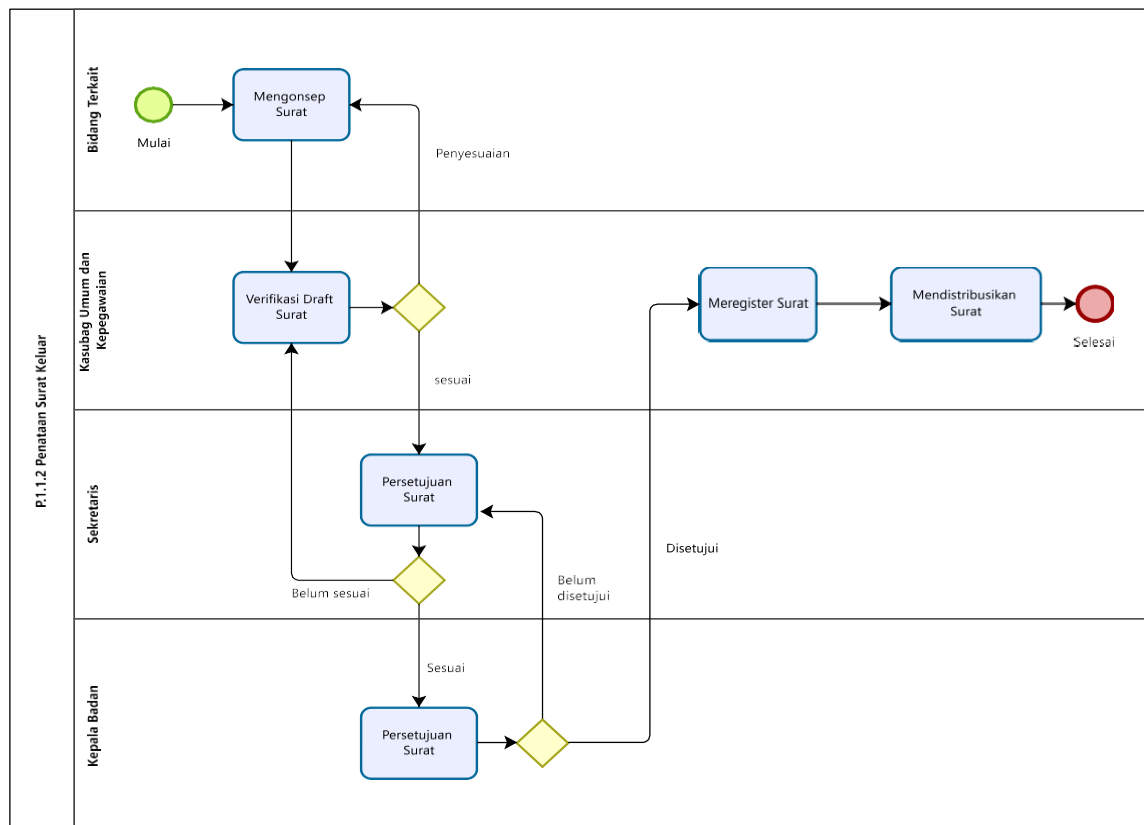 P.1.1.2 Penataan Surat Keluar
Bidang Terkait
Mulai
Mengonsep
Surat
Penyesuaian
Kasubag Umum dan
Kepegawaian
Verifikasi Draft
Surat
sesuai
Meregister Surat
Mendistribusikan
Surat
Selesai
Sekretaris
Persetujuan
Surat
Belum sesuai
Belum
disetujui
Disetujui
Kepala Badan
Sesuai
Persetujuan
Surat